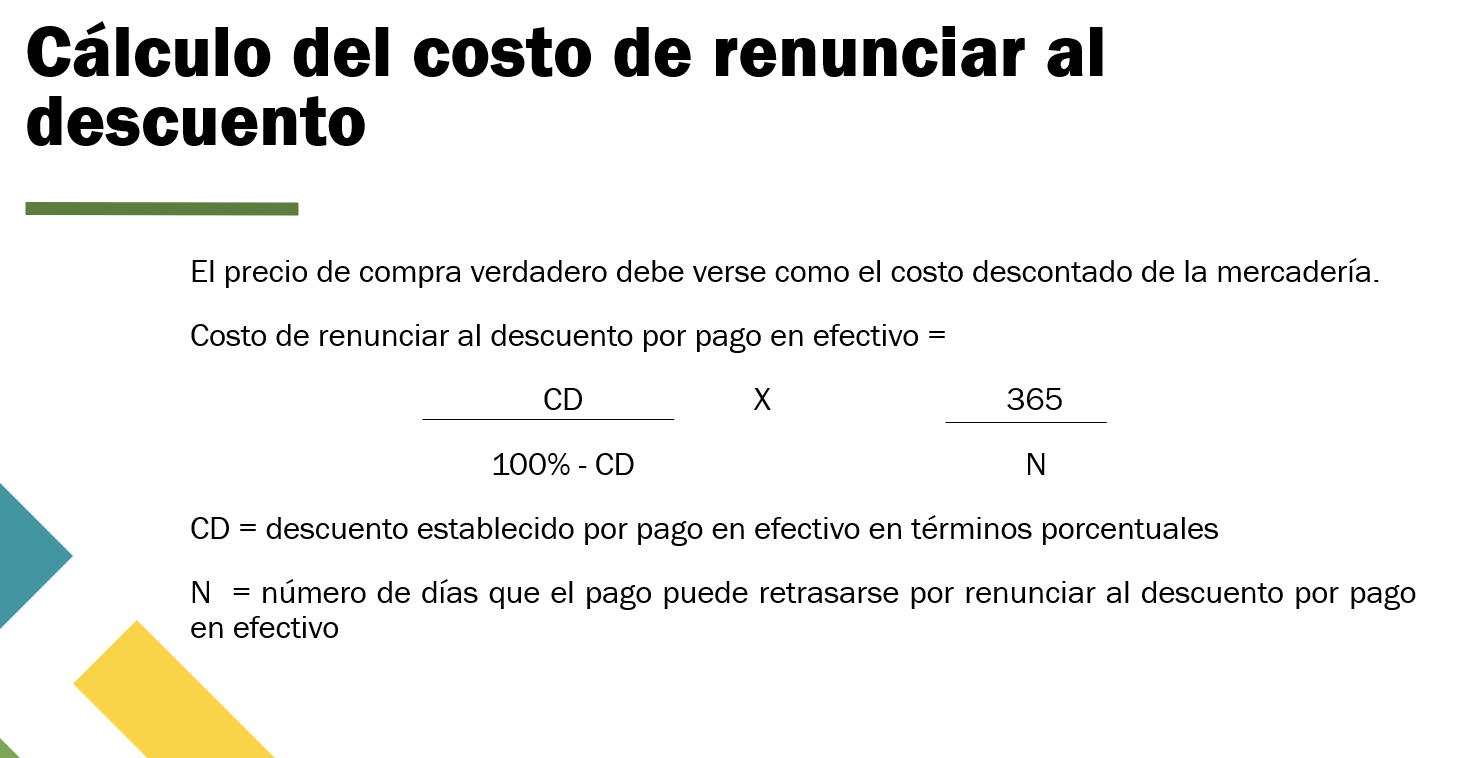 Cálculo del costo de renunciar al
descuento
El precio de compra verdadero debe verse como el costo descontado de la mercadería.
Costo de renunciar al descuento por pago en efectivo =
CD X 365
100% - CD N
CD = descuento establecido por pago en efectivo en términos porcentuales
N = número de días que el pago puede retrasarse por renunciar al descuento por pago
en efectivo